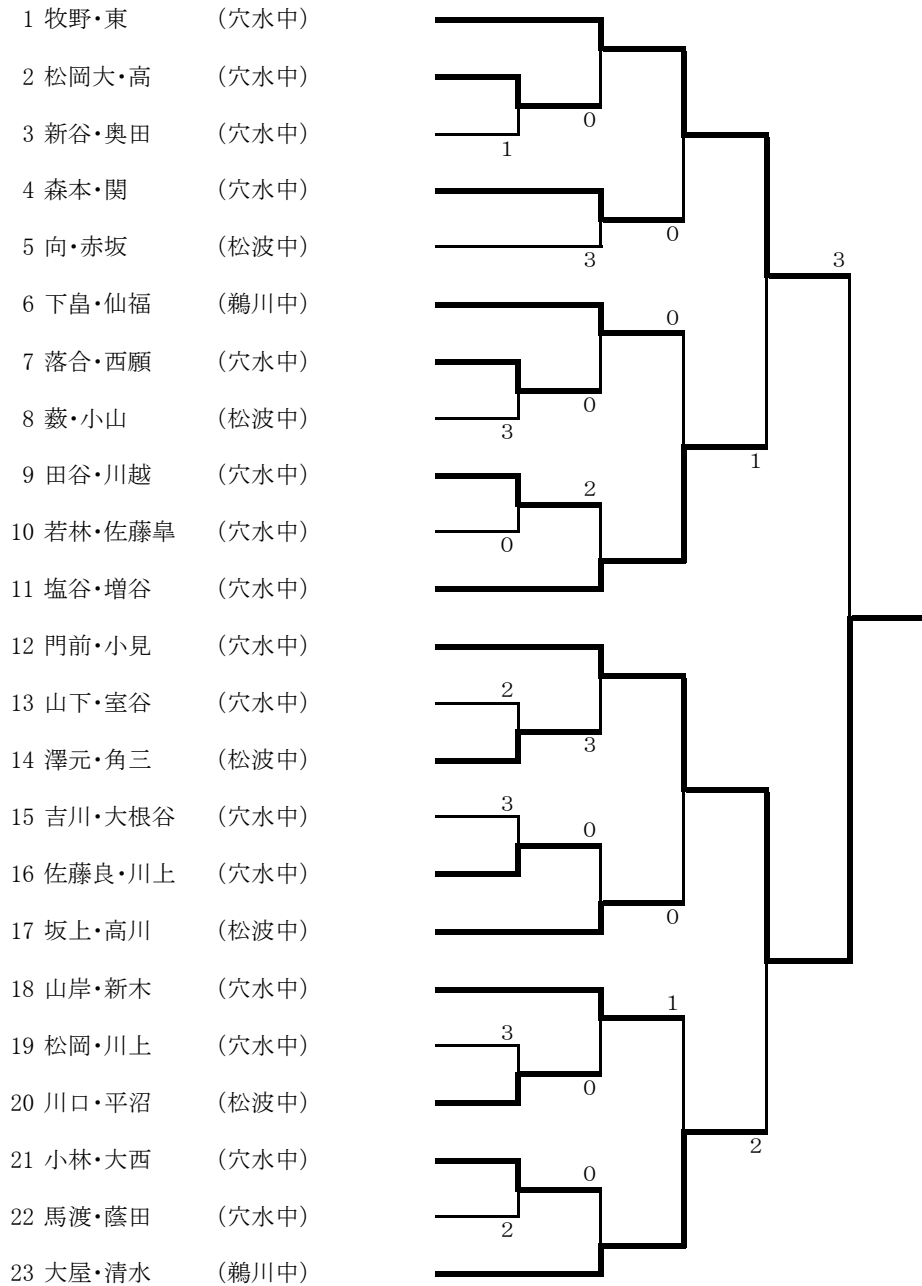 1 牧野・東 (穴水中)
2 松岡大・高 (穴水中)
0
3 新谷・奥田 (穴水中)
1
4 森本・関 (穴水中)
0
5 向・赤坂 (松波中)
3
3
6 下畠・仙福 (鵜川中)
0
7 落合・西願 (穴水中)
0
8 薮・小山 (松波中)
3
1
9 田谷・川越 (穴水中)
2
10 若林・佐藤皐 (穴水中)
0
11 塩谷・増谷 (穴水中)
12 門前・小見 (穴水中)
13 山下・室谷 (穴水中)
2
3
14 澤元・角三 (松波中)
15 吉川・大根谷 (穴水中)
3
0
16 佐藤良・川上 (穴水中)
0
17 坂上・高川 (松波中)
18 山岸・新木 (穴水中)
1
19 松岡・川上 (穴水中)
3
0
20 川口・平沼 (松波中)
2
21 小林・大西 (穴水中)
0
22 馬渡・蔭田 (穴水中)
2
23 大屋・清水 (鵜川中)